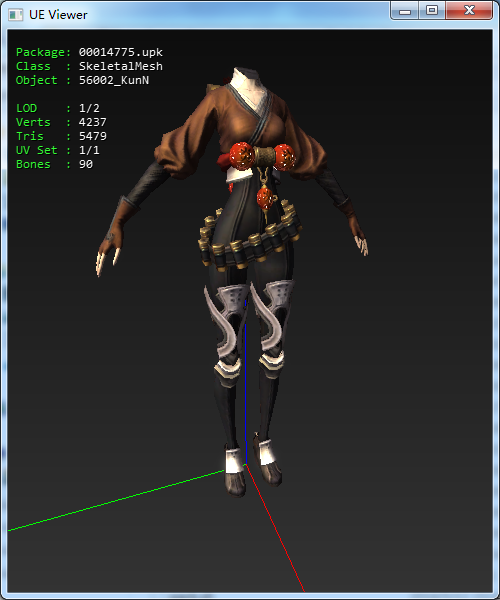 UE Viewer
Package: 00014775.upk
Class : SkeletalMesh
Object : 56002_KunN
LOD : 1/2
Verts : 4237
Tris : 5479
UV Set : 1/1
Bones : 90